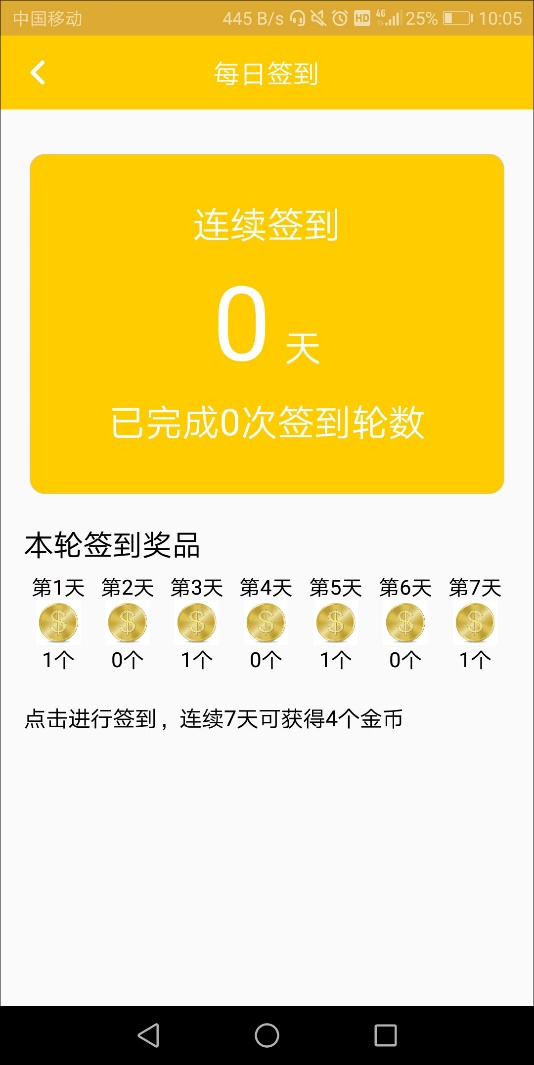 中国移动 445 B/s HD 4G 25% 10:05
每日签到
连续签到
0 天
已完成0次签到轮数
本轮签到奖品
第1天 第2天 第3天 第4天 第5天 第6天 第7天
1个 0个 1个 0个 1个 0个 1个
点击进行签到，连续7天可获得4个金币